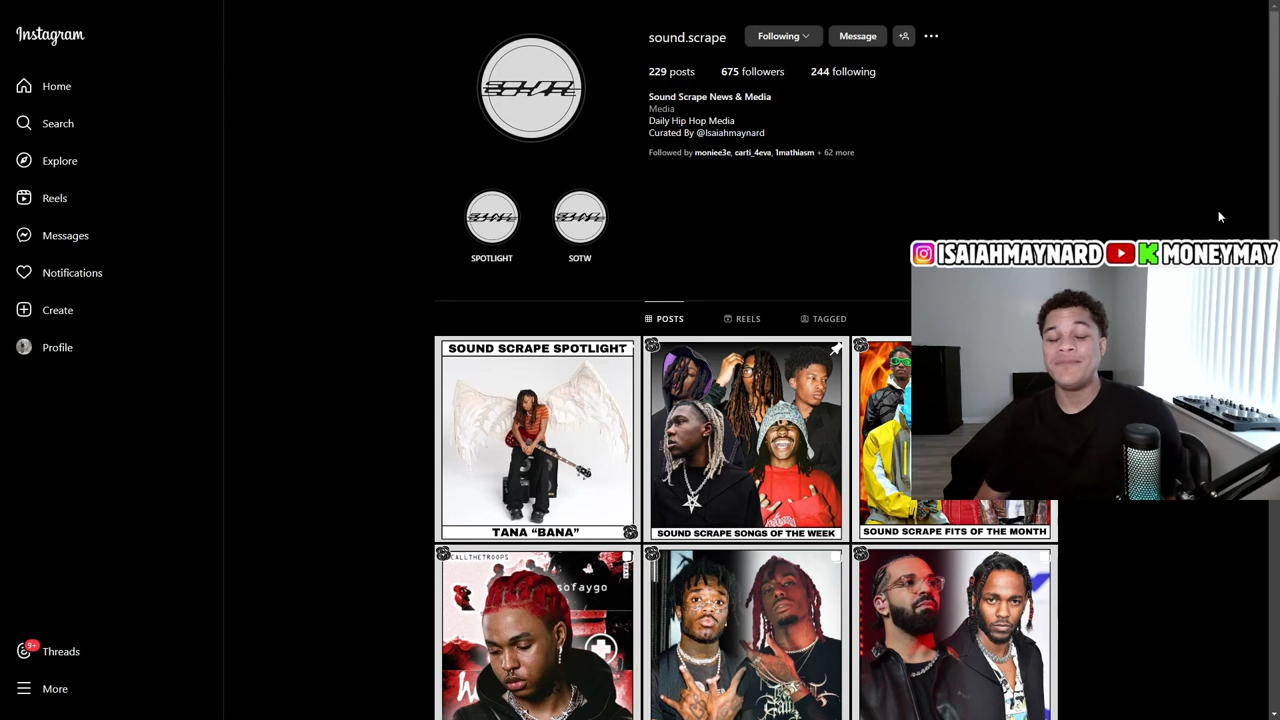 Instagram
Home
Search
Explore
Reels
Messages
Notifications
Create
Profile
9+
Threads
More
sound.scrape
Following
Message
229 posts
675 followers
244 following
Sound Scrape News & Media
Media
Daily Hip Hop Media
Curated By @Isaiahmaynard
Followed by moniee3e, carti_4eva, 1mathiasm + 62 more
SPOTLIGHT
SOTW
ISAIAHMAYNARD
K MONEYMAY
POSTS
REELS
TAGGED
SOUND SCRAPE SPOTLIGHT
TANA “BANA”
SOUND SCRAPE SONGS OF THE WEEK
SOUND SCRAPE FITS OF THE MONTH
CALLTHETROOPS
sofaygo